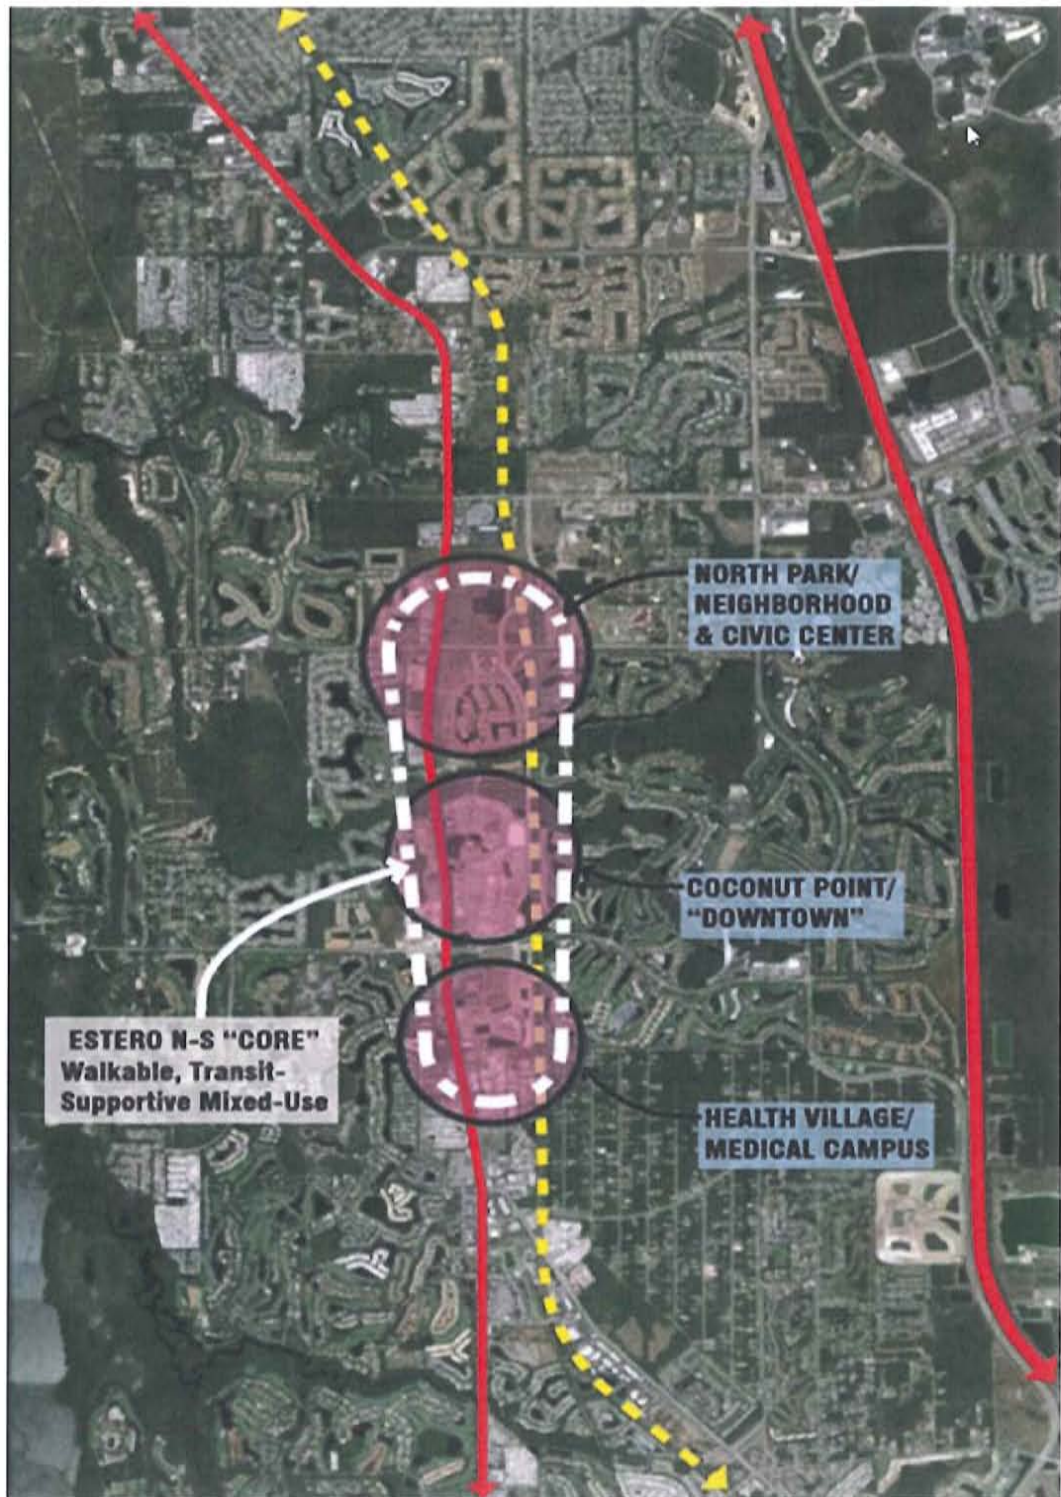 NORTH PARK/
NEIGHBORHOOD
& CIVIC CENTER
COCONUT POINT/
“DOWNTOWN”
ESTERO N-S “CORE”
Walkable, Transit-
Supportive Mixed-Use
HEALTH VILLAGE/
MEDICAL CAMPUS